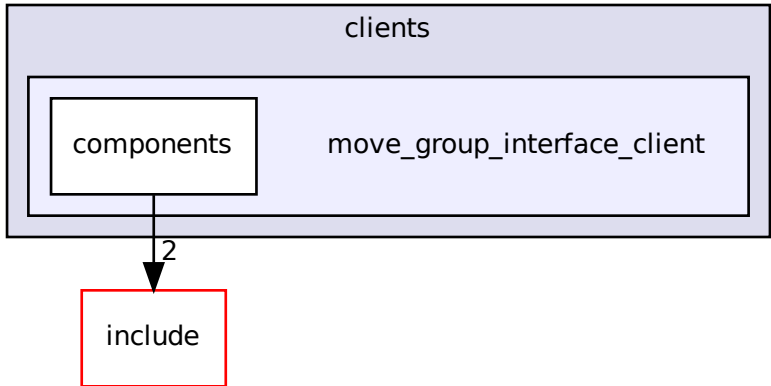 clients
components
move_group_interface_client
2
include